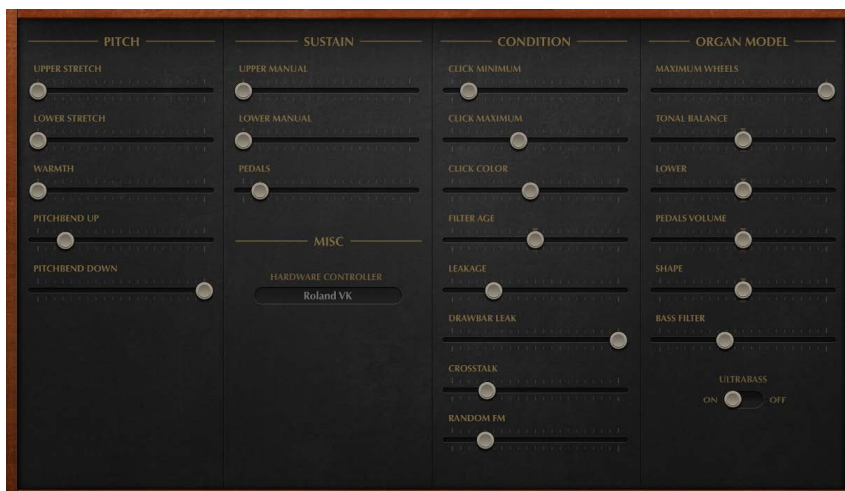 PITCH
UPPER STRETCH
LOWER STRETCH
WARMTH
PITCHBEND UP
PITCHBEND DOWN
SUSTAIN
UPPER MANUAL
LOWER MANUAL
PEDALS
MISC
HARDWARE CONTROLLER
Roland VK
CONDITION
CLICK MINIMUM
CLICK MAXIMUM
CLICK COLOR
FILTER AGE
LEAKAGE
DRAWBAR LEAK
CROSSTALK
RANDOM FM
ORGAN MODEL
MAXIMUM WHEELS
TONAL BALANCE
LOWER
PEDALS VOLUME
SHAPE
BASS FILTER
ULTRABASS
ON OFF